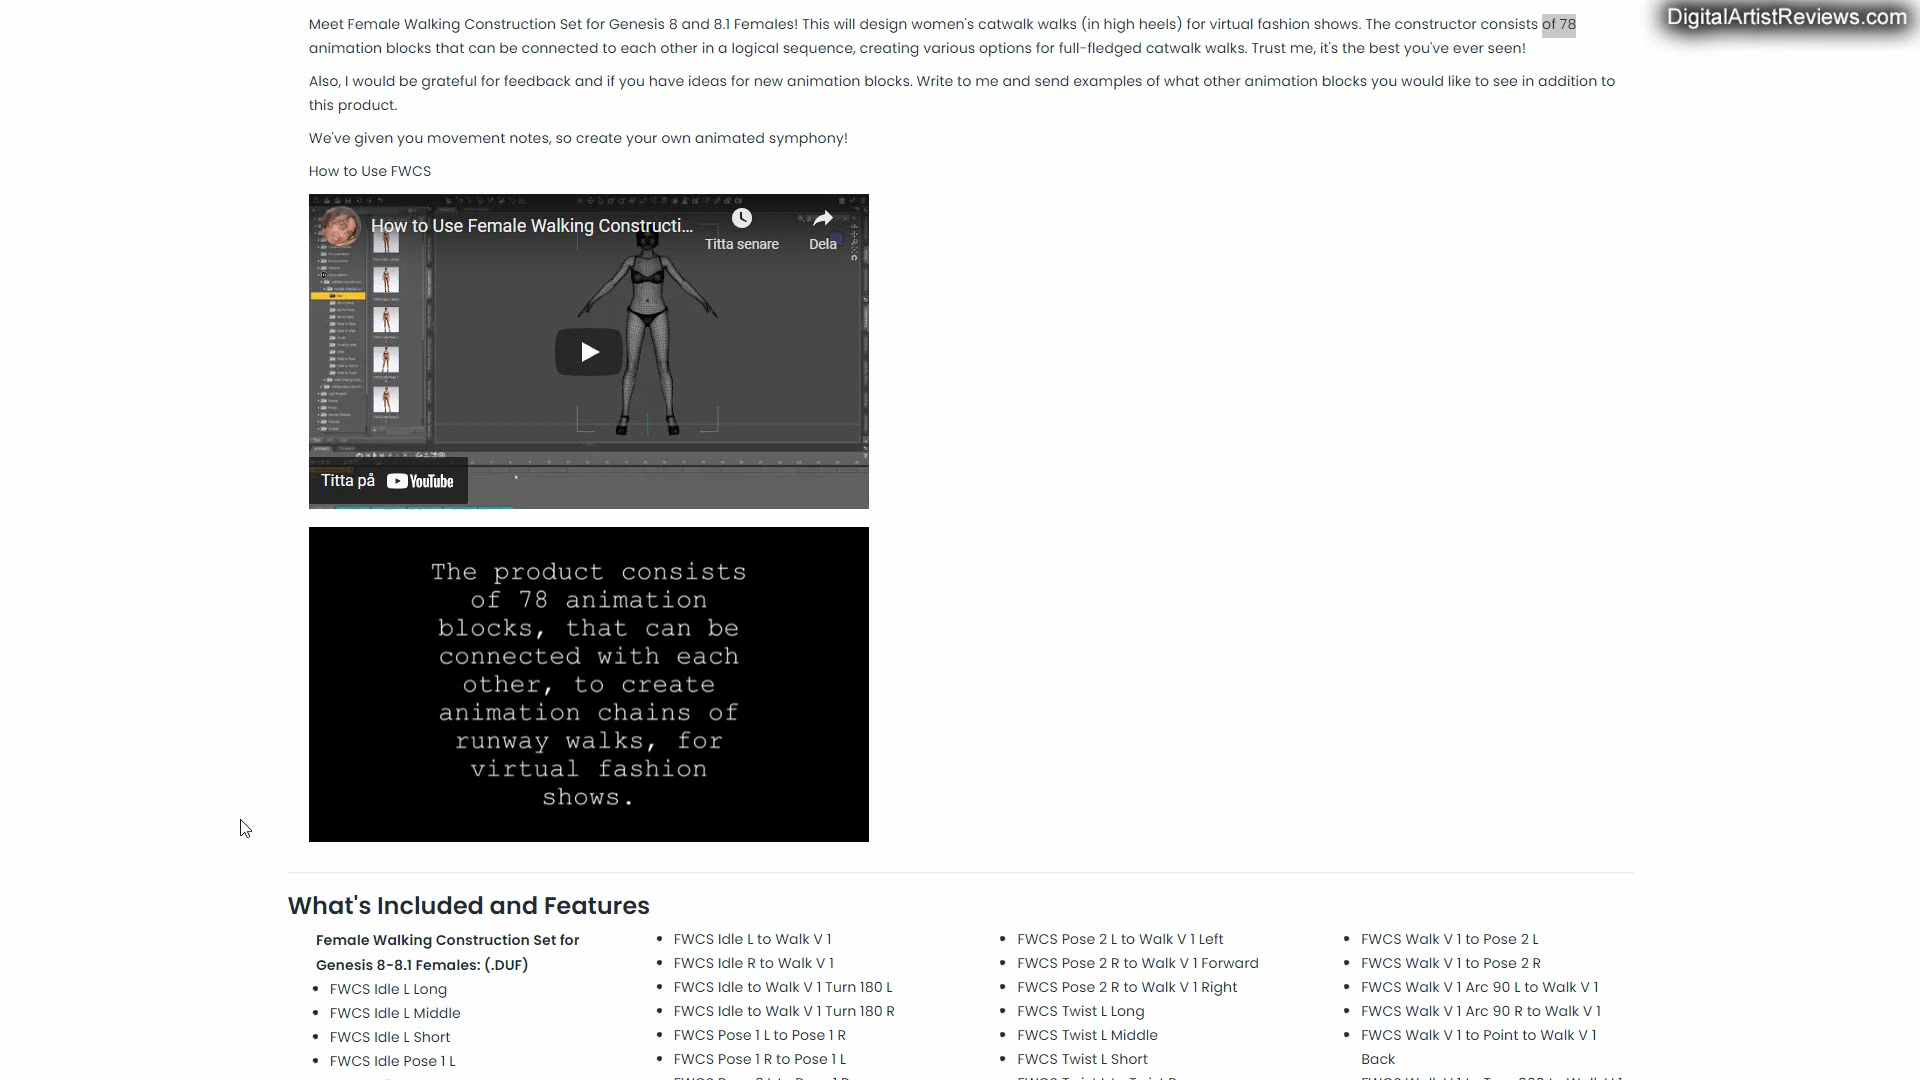 DigitalArtistReviews.com
Meet Female Walking Construction Set for Genesis 8 and 8.1 Females! This will design women's catwalk walks (in high heels) for virtual fashion shows. The constructor consists of 78
animation blocks that can be connected to each other in a logical sequence, creating various options for full-fledged catwalk walks. Trust me, it's the best you've ever seen!
Also, I would be grateful for feedback and if you have ideas for new animation blocks. Write to me and send examples of what other animation blocks you would like to see in addition to
this product.
We've given you movement notes, so create your own animated symphony!
How to Use FWCS
How to Use Female Walking Constructi...
Titta senare
Dela
Titta på YouTube
The product consists
of 78 animation
blocks, that can be
connected with each
other, to create
animation chains of
runway walks, for
virtual fashion
shows.
What's Included and Features
Female Walking Construction Set for
Genesis 8-8.1 Females: (.DUF)
FWCS Idle L Long
FWCS Idle L Middle
FWCS Idle L Short
FWCS Idle Pose 1 L
FWCS Idle L to Walk V 1
FWCS Idle R to Walk V 1
FWCS Idle to Walk V 1 Turn 180 L
FWCS Idle to Walk V 1 Turn 180 R
FWCS Pose 1 L to Pose 1 R
FWCS Pose 1 R to Pose 1 L
FWCS Pose 2 L to Walk V 1 Left
FWCS Pose 2 R to Walk V 1 Forward
FWCS Pose 2 R to Walk V 1 Right
FWCS Twist L Long
FWCS Twist L Middle
FWCS Twist L Short
FWCS Walk V 1 to Pose 2 L
FWCS Walk V 1 to Pose 2 R
FWCS Walk V 1 Arc 90 L to Walk V 1
FWCS Walk V 1 Arc 90 R to Walk V 1
FWCS Walk V 1 to Point to Walk V 1
Back